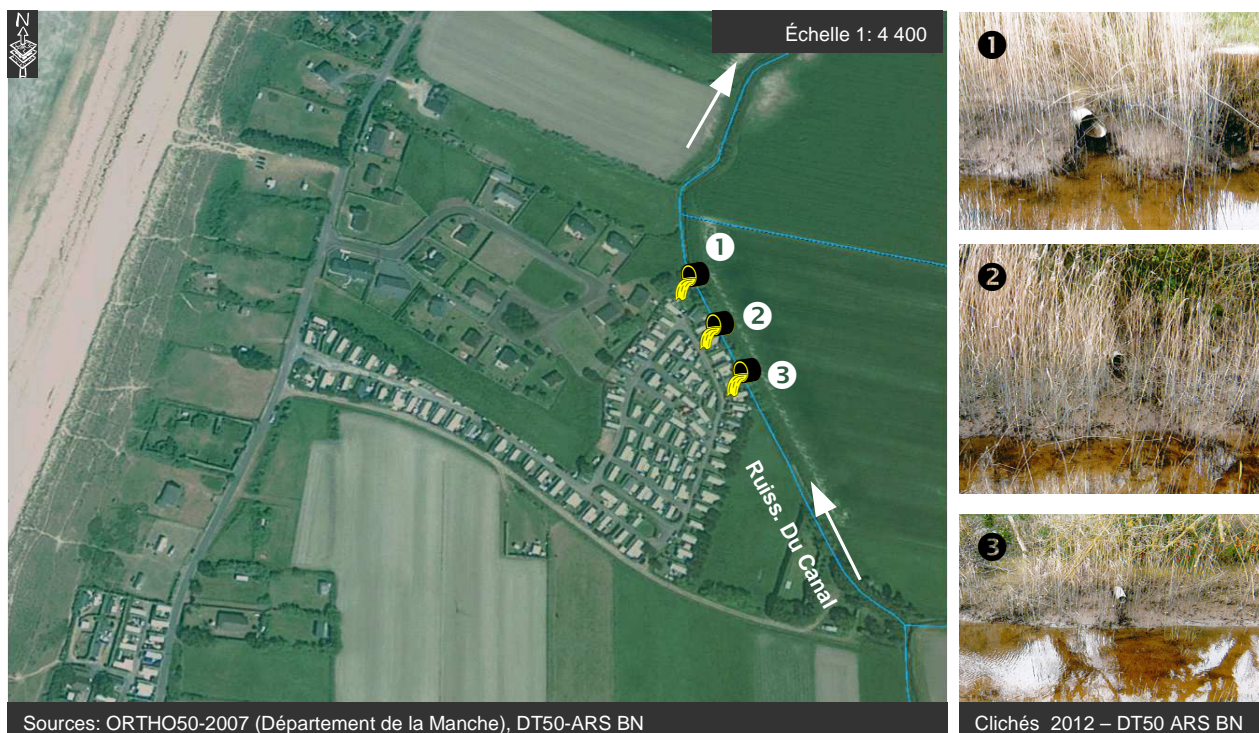 N
Échelle 1: 4 400
1
2
3
Ruiss. Du Canal
Sources: ORTHO50-2007 (Département de la Manche), DT50-ARS BN
1
2
3
Clichés 2012 – DT50 ARS BN